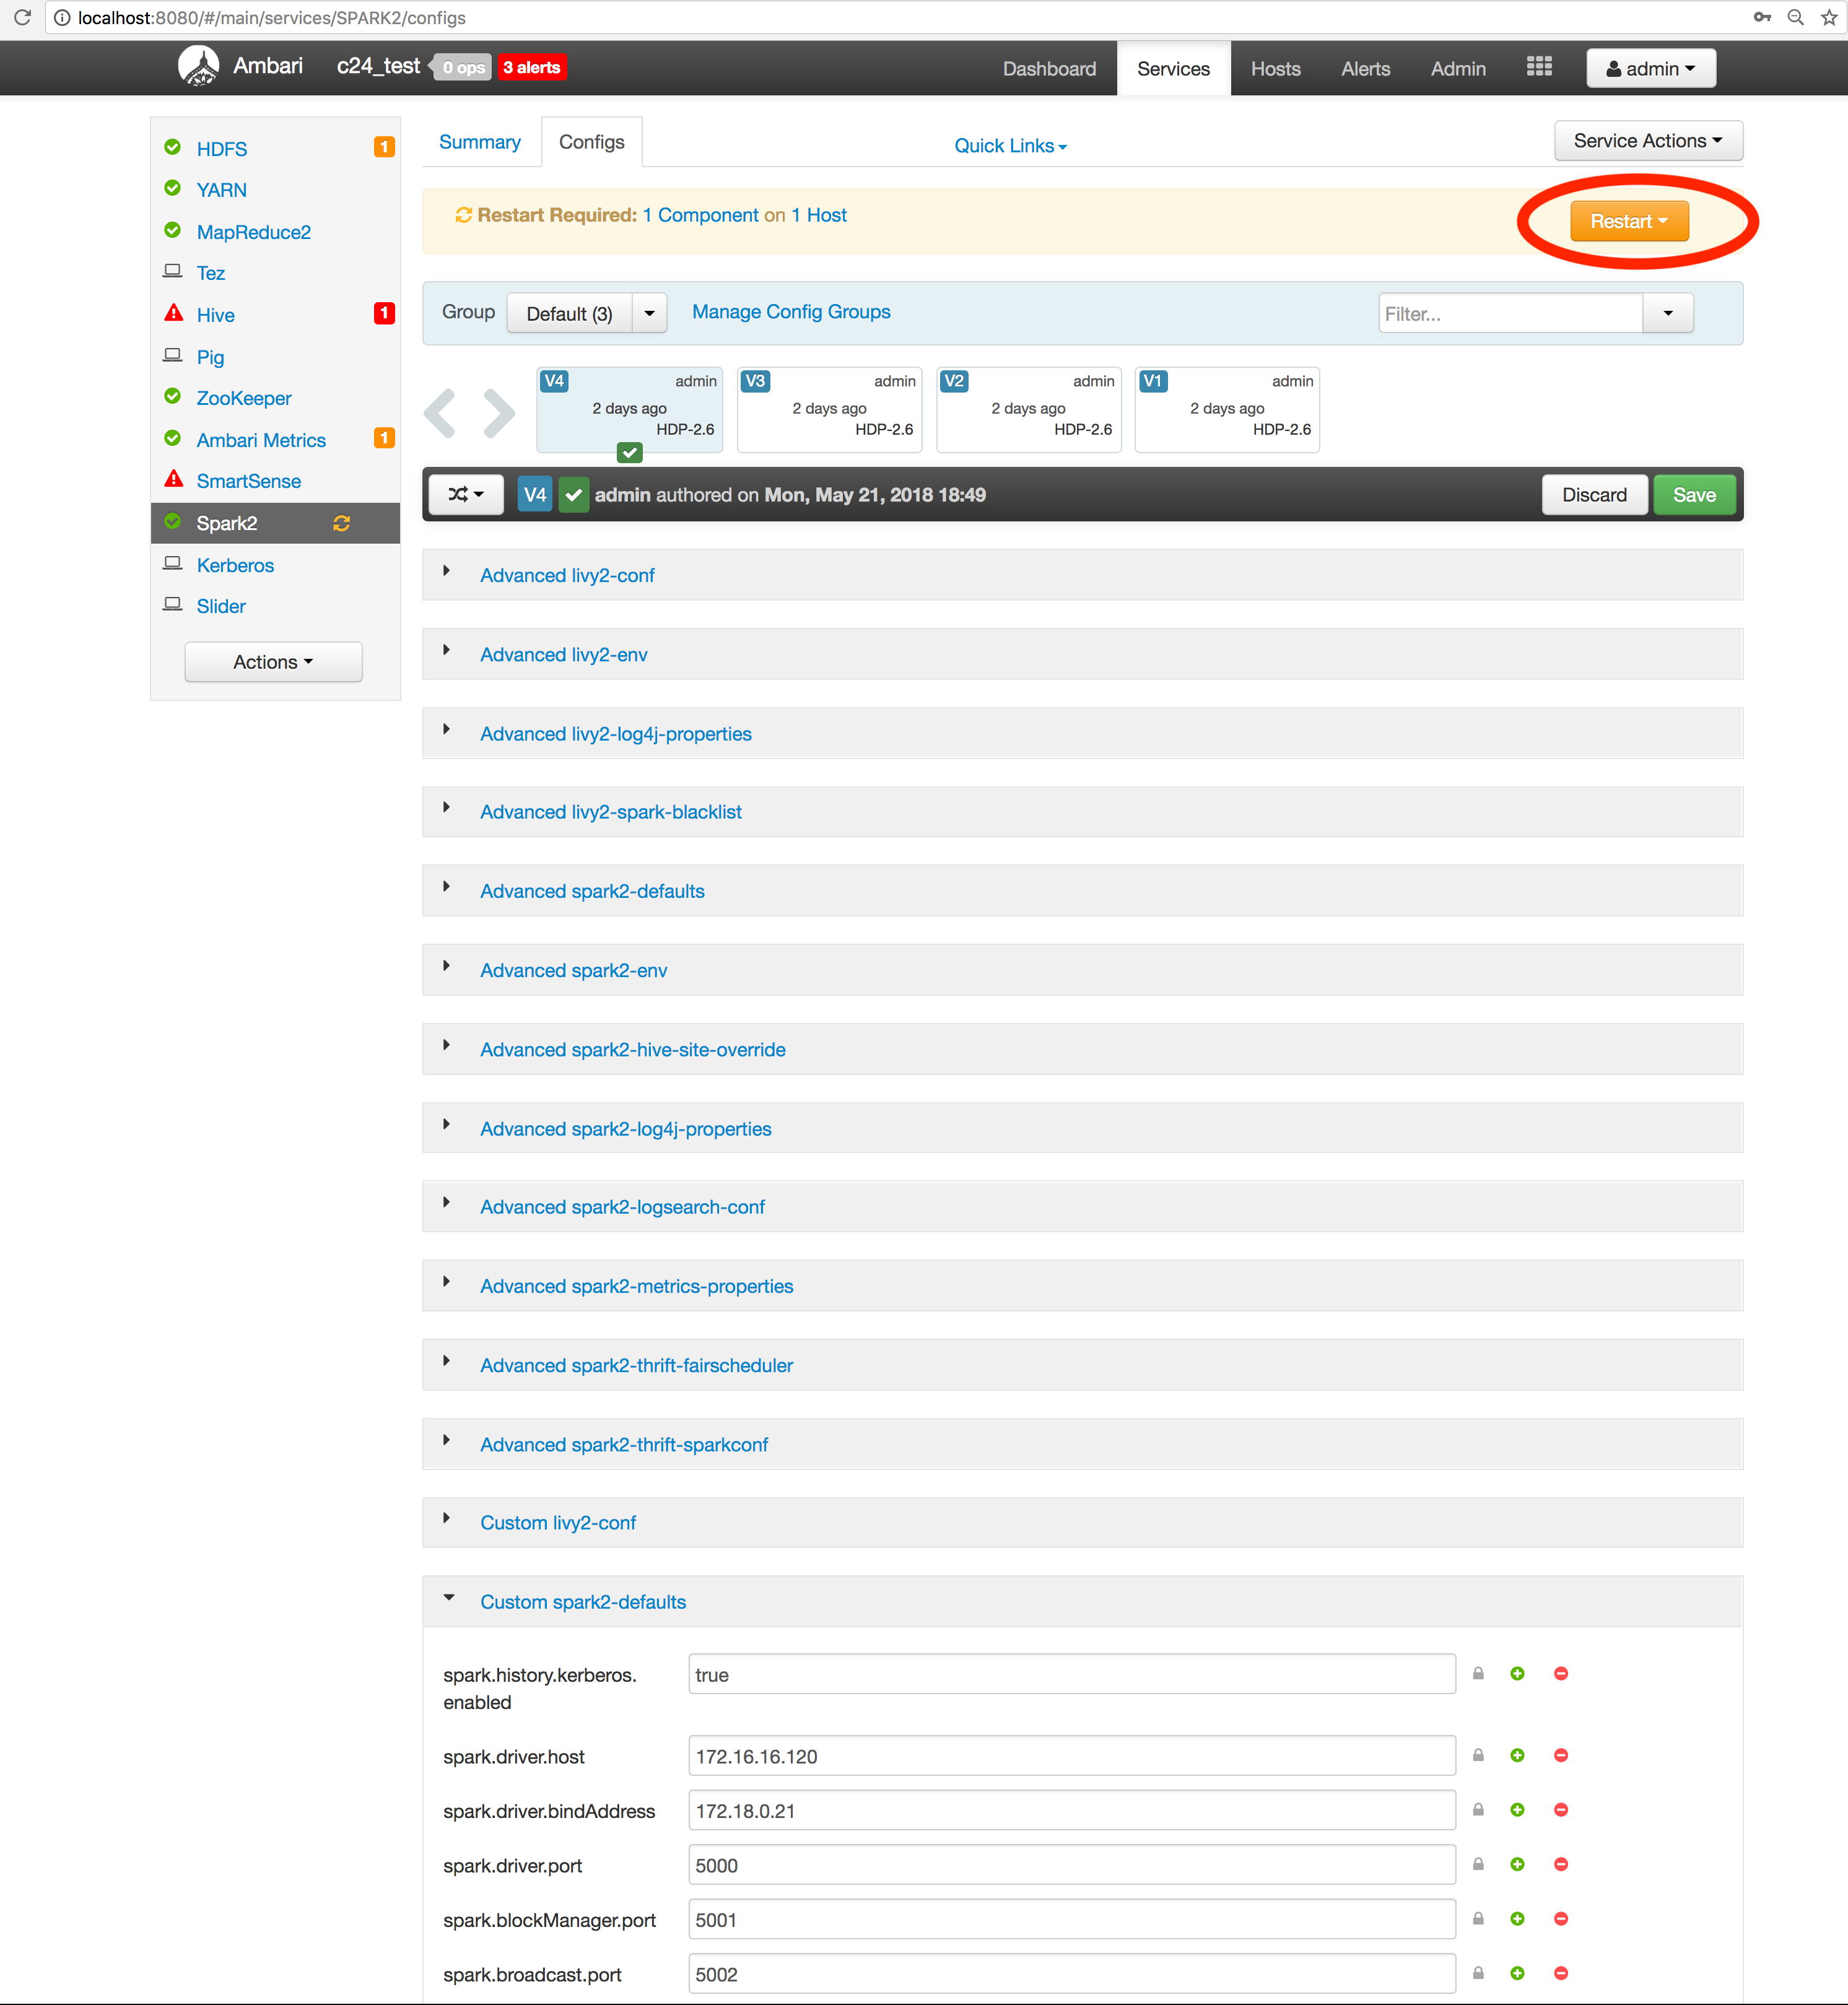 localhost:8080/#/main/services/SPARK2/configs
Ambari c24_test 0 ops 3 alerts Dashboard Services Hosts Alerts Admin admin
HDFS 1
YARN
MapReduce2
Tez
Hive 1
Pig
ZooKeeper
Ambari Metrics 1
SmartSense
Spark2
Kerberos
Slider
Actions
Summary Configs Quick Links Service Actions
Restart Required: 1 Component on 1 Host Restart
Group Default (3) Manage Config Groups Filter...
V4 admin
2 days ago
HDP-2.6
V3 admin
2 days ago
HDP-2.6
V2 admin
2 days ago
HDP-2.6
V1 admin
2 days ago
HDP-2.6
V4 admin authored on Mon, May 21, 2018 18:49 Discard Save
Advanced livy2-conf
Advanced livy2-env
Advanced livy2-log4j-properties
Advanced livy2-spark-blacklist
Advanced spark2-defaults
Advanced spark2-env
Advanced spark2-hive-site-override
Advanced spark2-log4j-properties
Advanced spark2-logsearch-conf
Advanced spark2-metrics-properties
Advanced spark2-thrift-fairscheduler
Advanced spark2-thrift-sparkconf
Custom livy2-conf
Custom spark2-defaults
spark.history.kerberos. true
enabled
spark.driver.host 172.16.16.120
spark.driver.bindAddress 172.18.0.21
spark.driver.port 5000
spark.blockManager.port 5001
spark.broadcast.port 5002